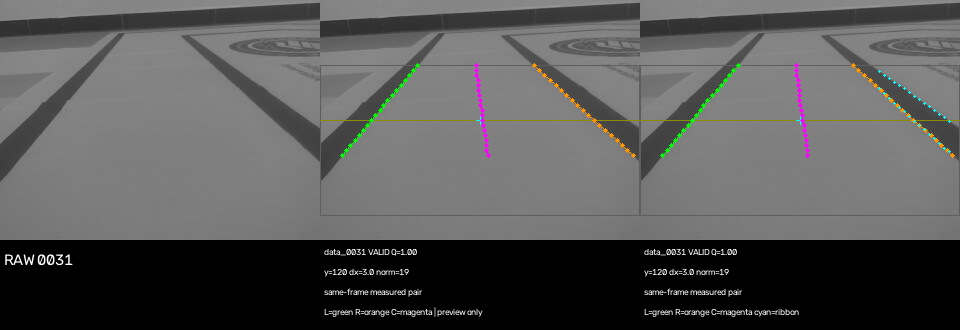 RAW 0031
data_0031 VALID Q=1.00
y=120 dx=3.0 norm=19
same-frame measured pair
L=green R=orange C=magenta | preview only
data_0031 VALID Q=1.00
y=120 dx=3.0 norm=19
same-frame measured pair
L=green R=orange C=magenta cyan=ribbon